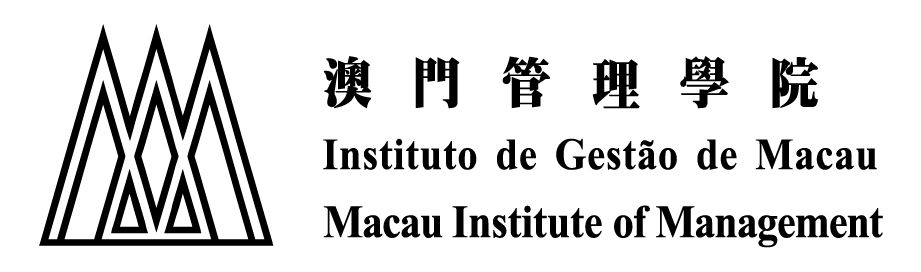 澳門管理學院
Instituto de Gestão de Macau
Macau Institute of Management